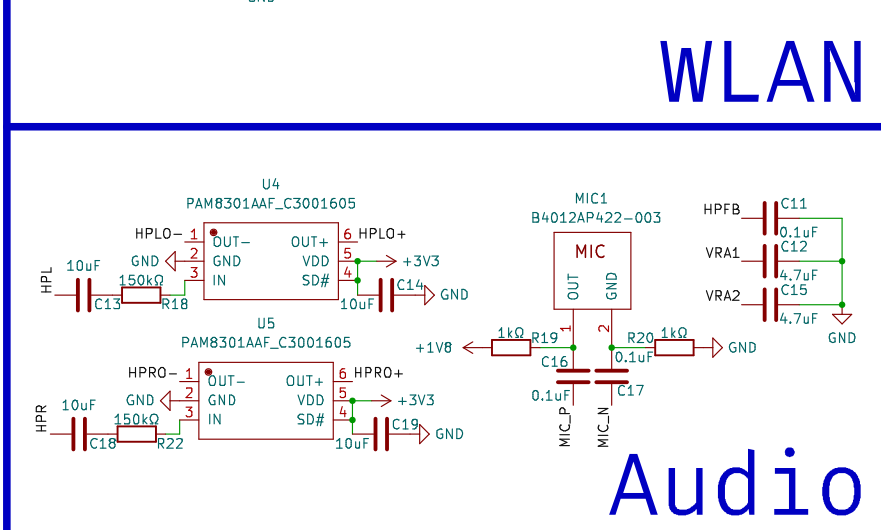 WLAN
U4
PAM8301AAF_C3001605
HPLO- 1 OUT- OUT+ 6 HPLO+
GND 2 GND VDD 5 +3V3
3 IN SD# 4
HPL
10uF
C13
150kΩ
R18
10uF
C14
GND
U5
PAM8301AAF_C3001605
HPRO- 1 OUT- OUT+ 6 HPRO+
GND 2 GND VDD 5 +3V3
3 IN SD# 4
HPR
10uF
C18
150kΩ
R22
10uF
C19
GND
MIC1
B4012AP422-003
MIC
OUT
GND
1
2
+1V8
1kΩ
R19
R20
1kΩ
GND
C16
0.1uF
0.1uF
C17
MIC_P
MIC_N
HPFB
C11
0.1uF
VRA1
C12
4.7uF
VRA2
C15
4.7uF
GND
Audio